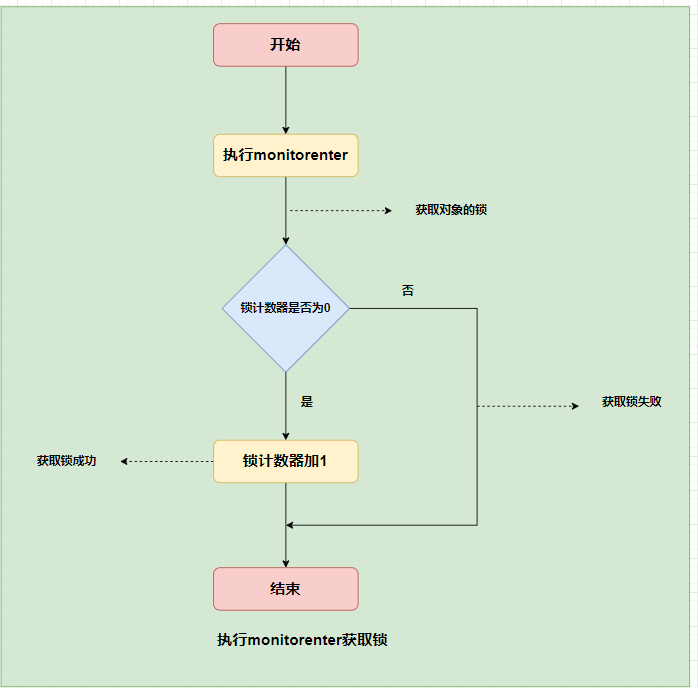 开始
执行monitorenter
获取对象的锁
锁计数器是否为0
否
是
获取锁失败
获取锁成功
锁计数器加1
结束
执行monitorenter获取锁